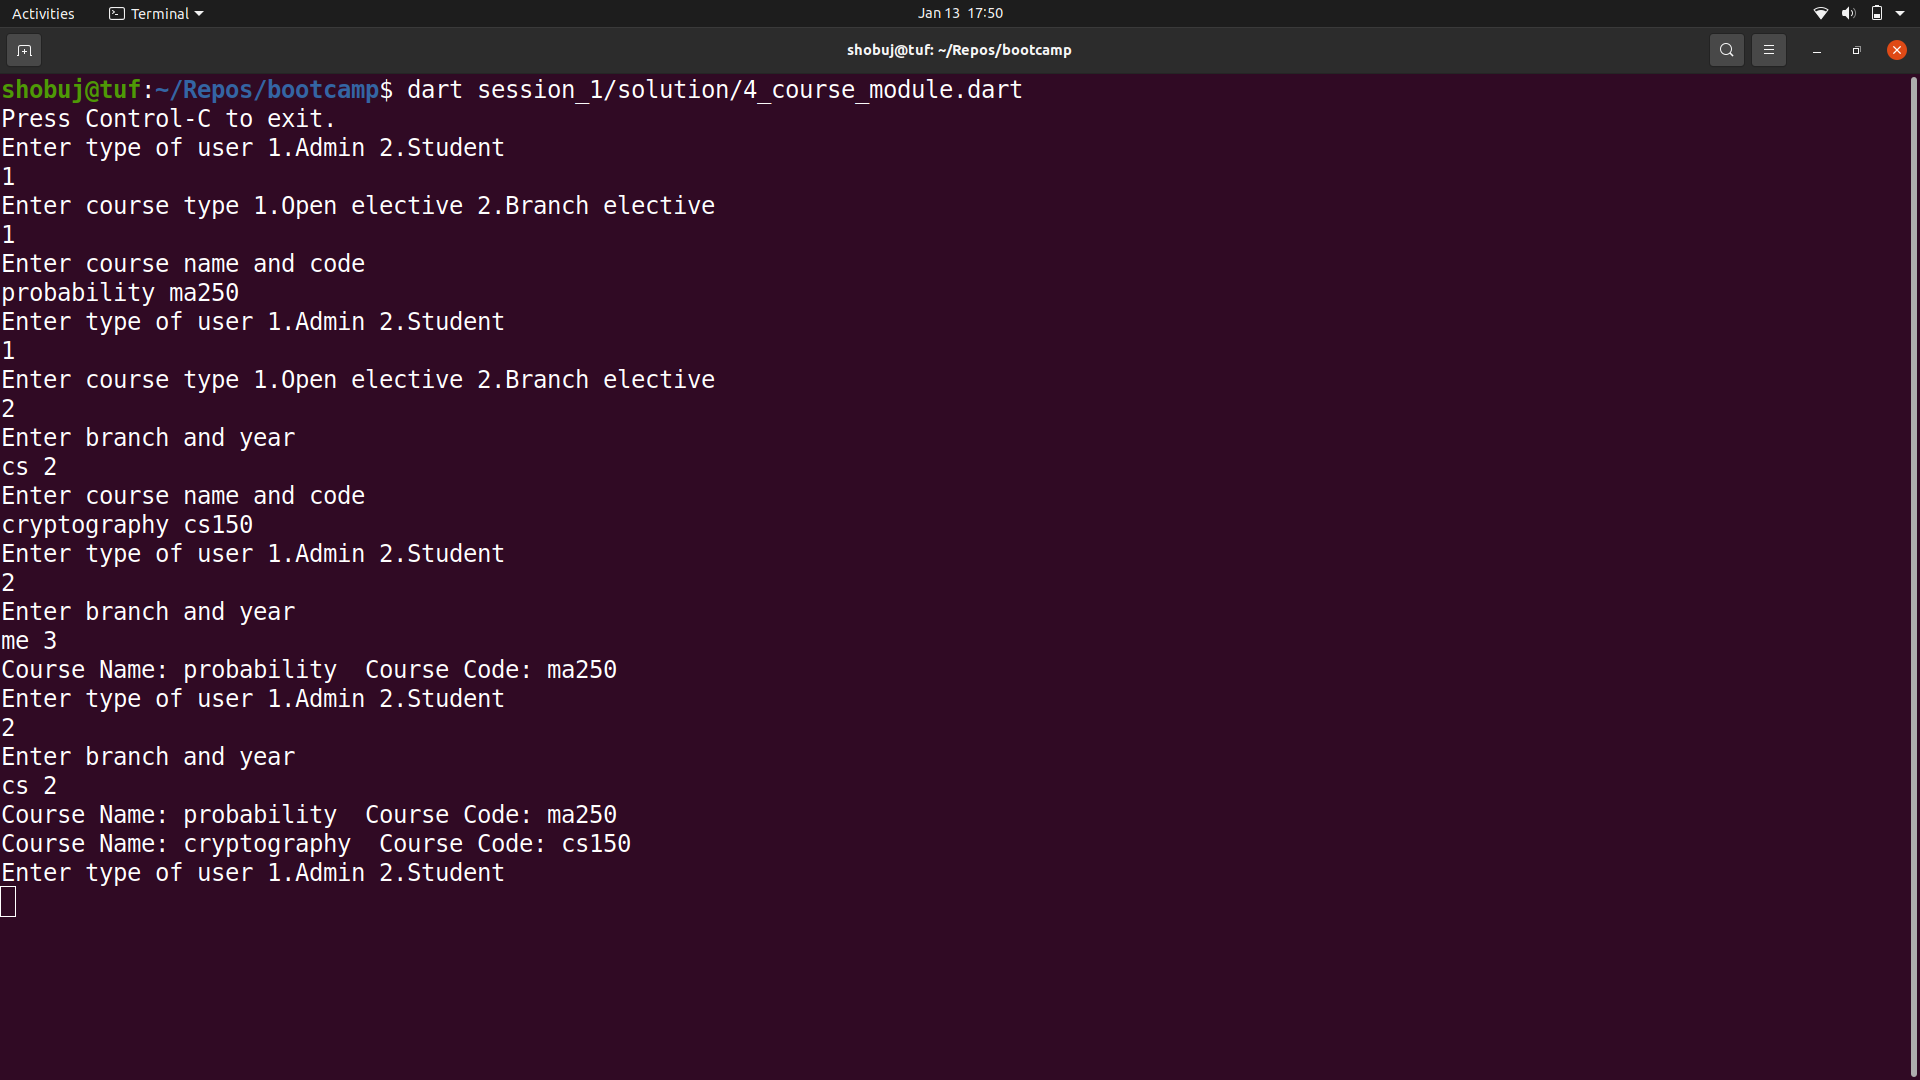 Activities Terminal Jan 13 17:50
shobuj@tuf: ~/Repos/bootcamp
shobuj@tuf:~/Repos/bootcamp$ dart session_1/solution/4_course_module.dart
Press Control-C to exit.
Enter type of user 1.Admin 2.Student
1
Enter course type 1.Open elective 2.Branch elective
1
Enter course name and code
probability ma250
Enter type of user 1.Admin 2.Student
1
Enter course type 1.Open elective 2.Branch elective
2
Enter branch and year
cs 2
Enter course name and code
cryptography cs150
Enter type of user 1.Admin 2.Student
2
Enter branch and year
me 3
Course Name: probability  Course Code: ma250
Enter type of user 1.Admin 2.Student
2
Enter branch and year
cs 2
Course Name: probability  Course Code: ma250
Course Name: cryptography  Course Code: cs150
Enter type of user 1.Admin 2.Student